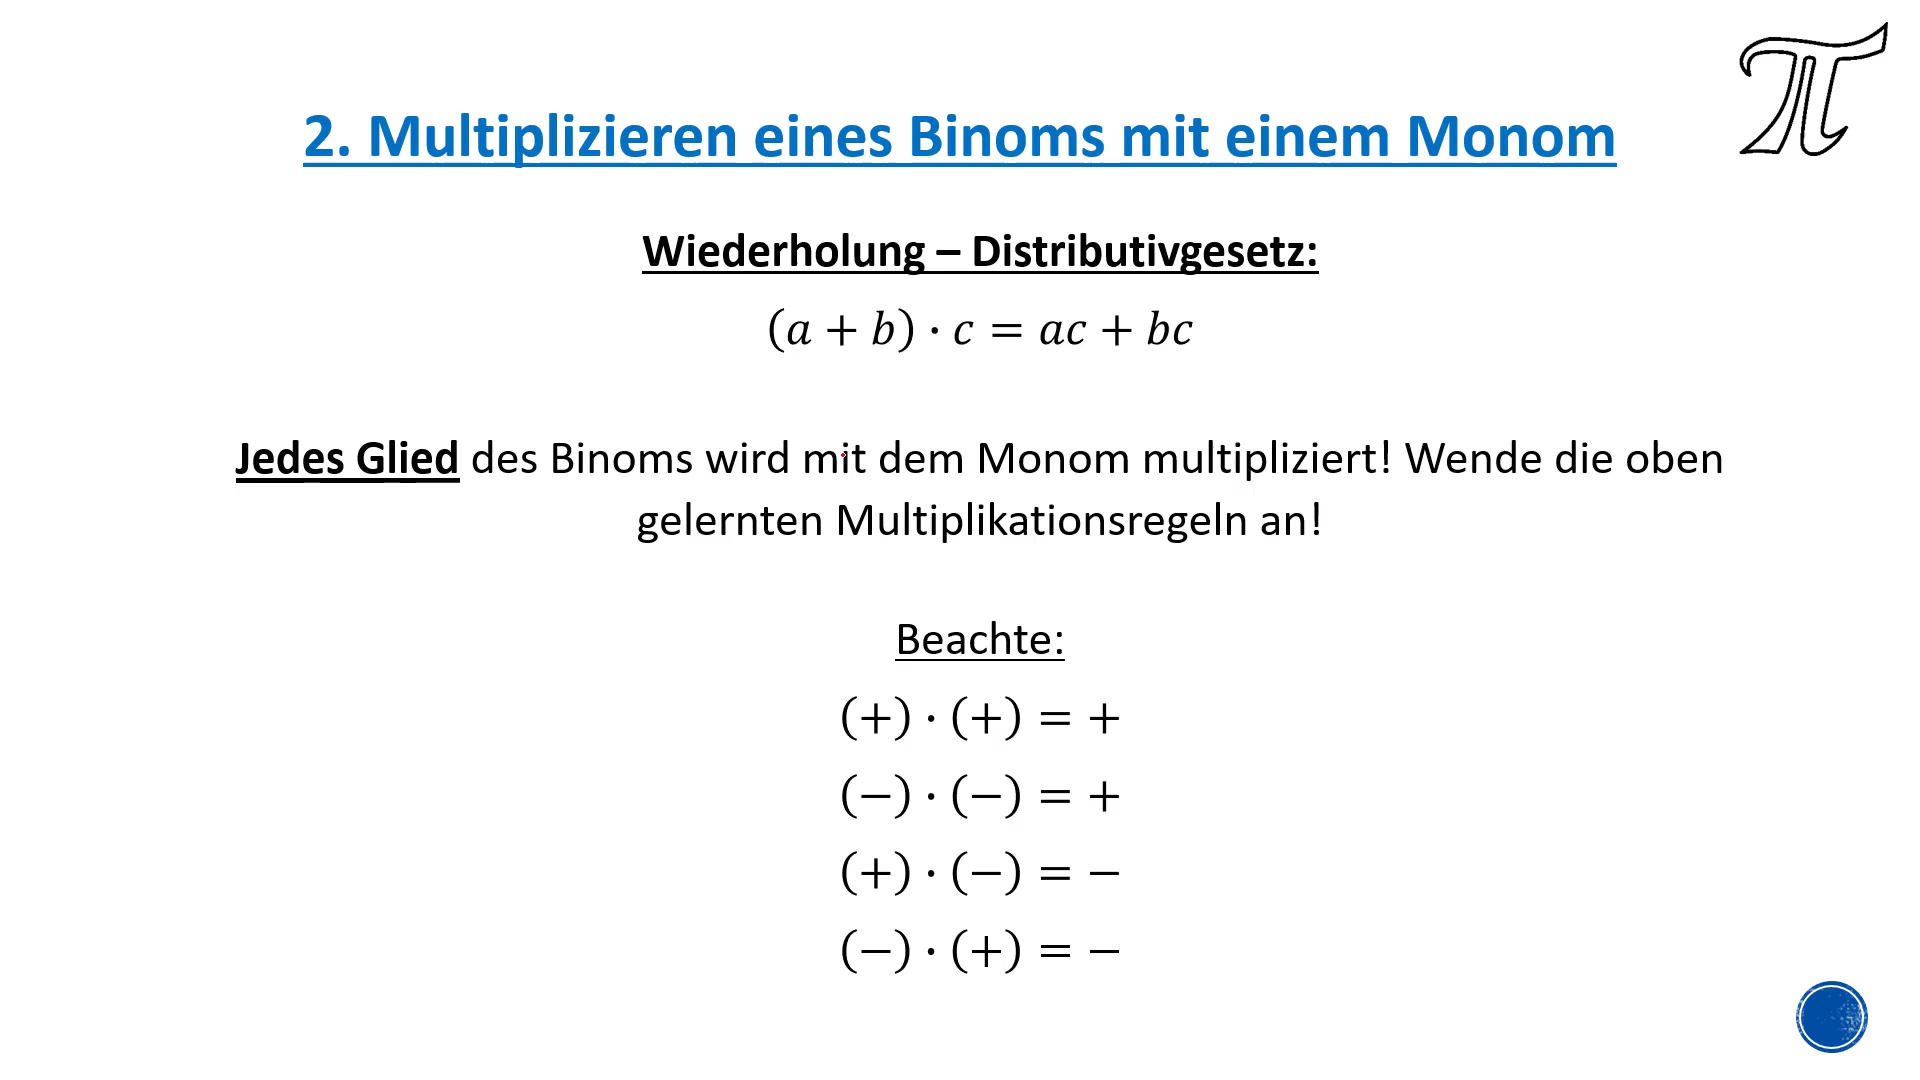 2. Multiplizieren eines Binoms mit einem Monom
Wiederholung – Distributivgesetz:
(a + b) · c = ac + bc
Jedes Glied des Binoms wird mit dem Monom multipliziert! Wende die oben
gelernten Multiplikationsregeln an!
Beachte:
(+) · (+) = +
(−) · (−) = +
(+) · (−) = −
(−) · (+) = −